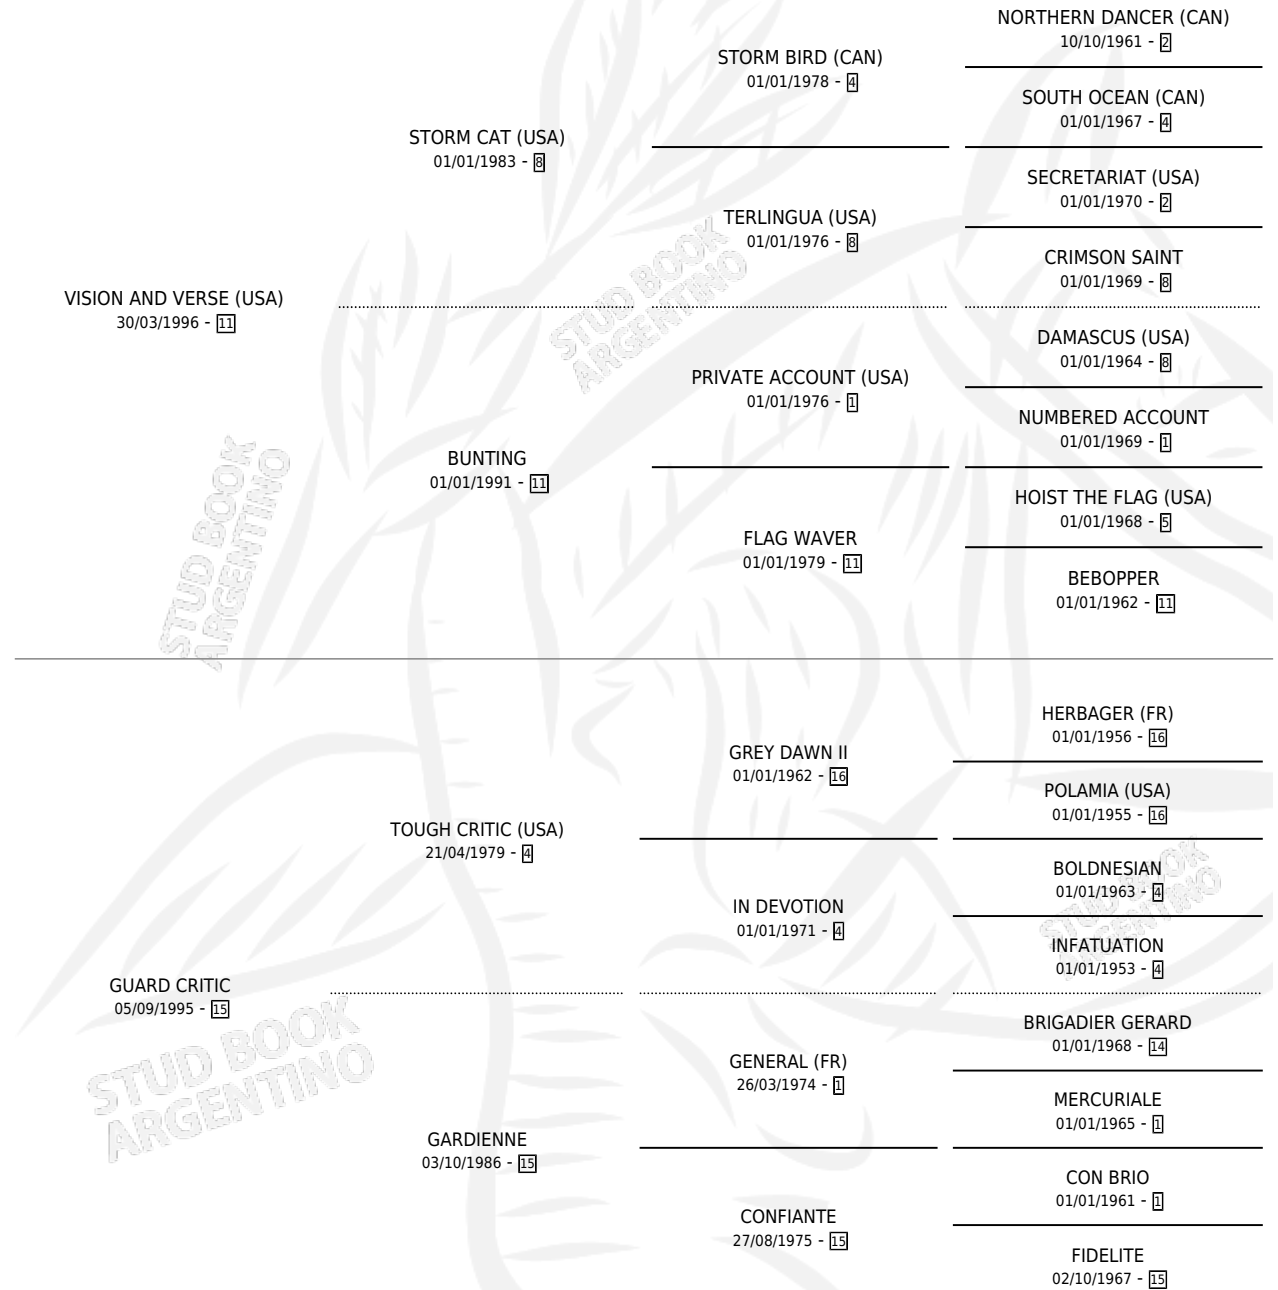 NORTHERN DANCER (CAN)
10/10/1961 - 2
STORM BIRD (CAN)
01/01/1978 - 4
SOUTH OCEAN (CAN)
01/01/1967 - 4
STORM CAT (USA)
01/01/1983 - 8
SECRETARIAT (USA)
01/01/1970 - 2
TERLINGUA (USA)
01/01/1976 - 8
CRIMSON SAINT
01/01/1969 - 8
VISION AND VERSE (USA)
30/03/1996 - 11
DAMASCUS (USA)
01/01/1964 - 8
PRIVATE ACCOUNT (USA)
01/01/1976 - 1
NUMBERED ACCOUNT
01/01/1969 - 1
BUNTING
01/01/1991 - 11
HOIST THE FLAG (USA)
01/01/1968 - 5
FLAG WAVER
01/01/1979 - 11
BEBOPPER
01/01/1962 - 11
HERBAGER (FR)
01/01/1956 - 16
GREY DAWN II
01/01/1962 - 16
POLAMIA (USA)
01/01/1955 - 16
TOUGH CRITIC (USA)
21/04/1979 - 4
BOLDNESIAN
01/01/1963 - 4
IN DEVOTION
01/01/1971 - 4
INFATUATION
01/01/1953 - 4
GUARD CRITIC
05/09/1995 - 15
BRIGADIER GERARD
01/01/1968 - 14
GENERAL (FR)
26/03/1974 - 1
MERCURIALE
01/01/1965 - 1
GARDIENNE
03/10/1986 - 15
CON BRIO
01/01/1961 - 1
CONFIANTE
27/08/1975 - 15
FIDELITE
02/10/1967 - 15
STUD BOOK
ARGENTINO
STUD BOOK
ARGENTINO
STUD BOOK
ARGENTINO
STUD BOOK
ARGENTINO